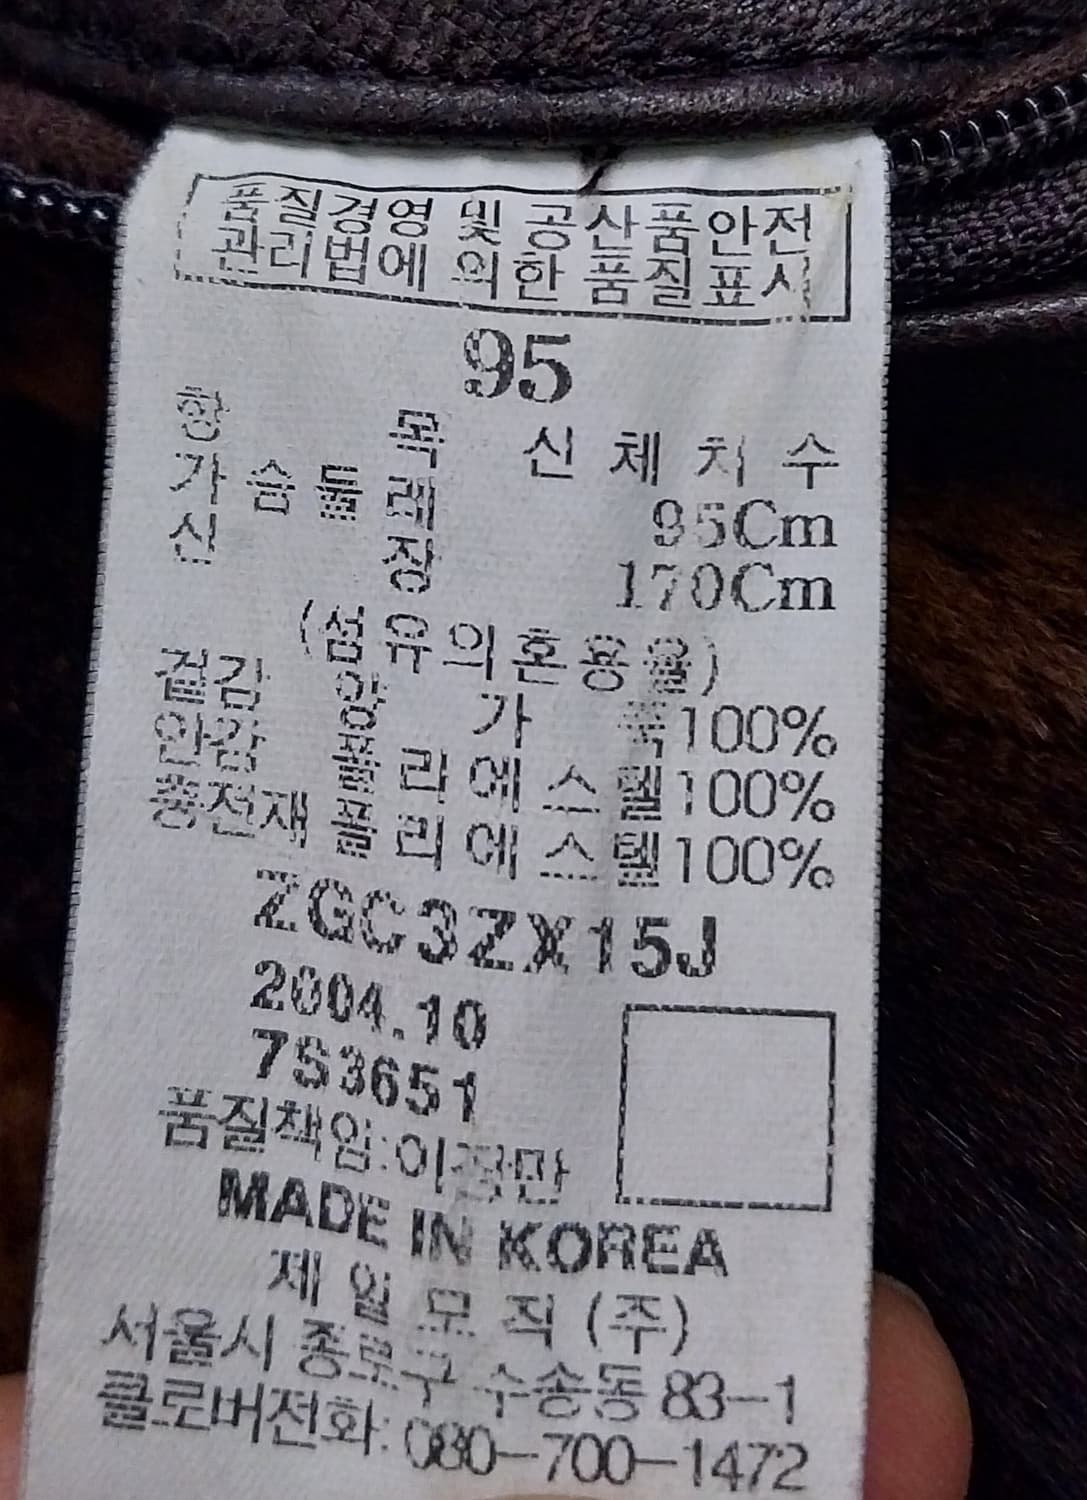 품질경영 및 공산품안전
관리법에 의한 품질표시
95
항 목 신체치수
가슴둘레 95Cm
신 장 170Cm
(섬유의혼용율)
겉감 양 가 죽100%
안감 폴리에스텔100%
충전재 폴리에스텔100%
ZGC3ZX15J
2004.10
7S3651
품질책임:이장만
MADE IN KOREA
제일모직(주)
서울시 종로구 수송동 83-1
클로버전화: 080-700-1472